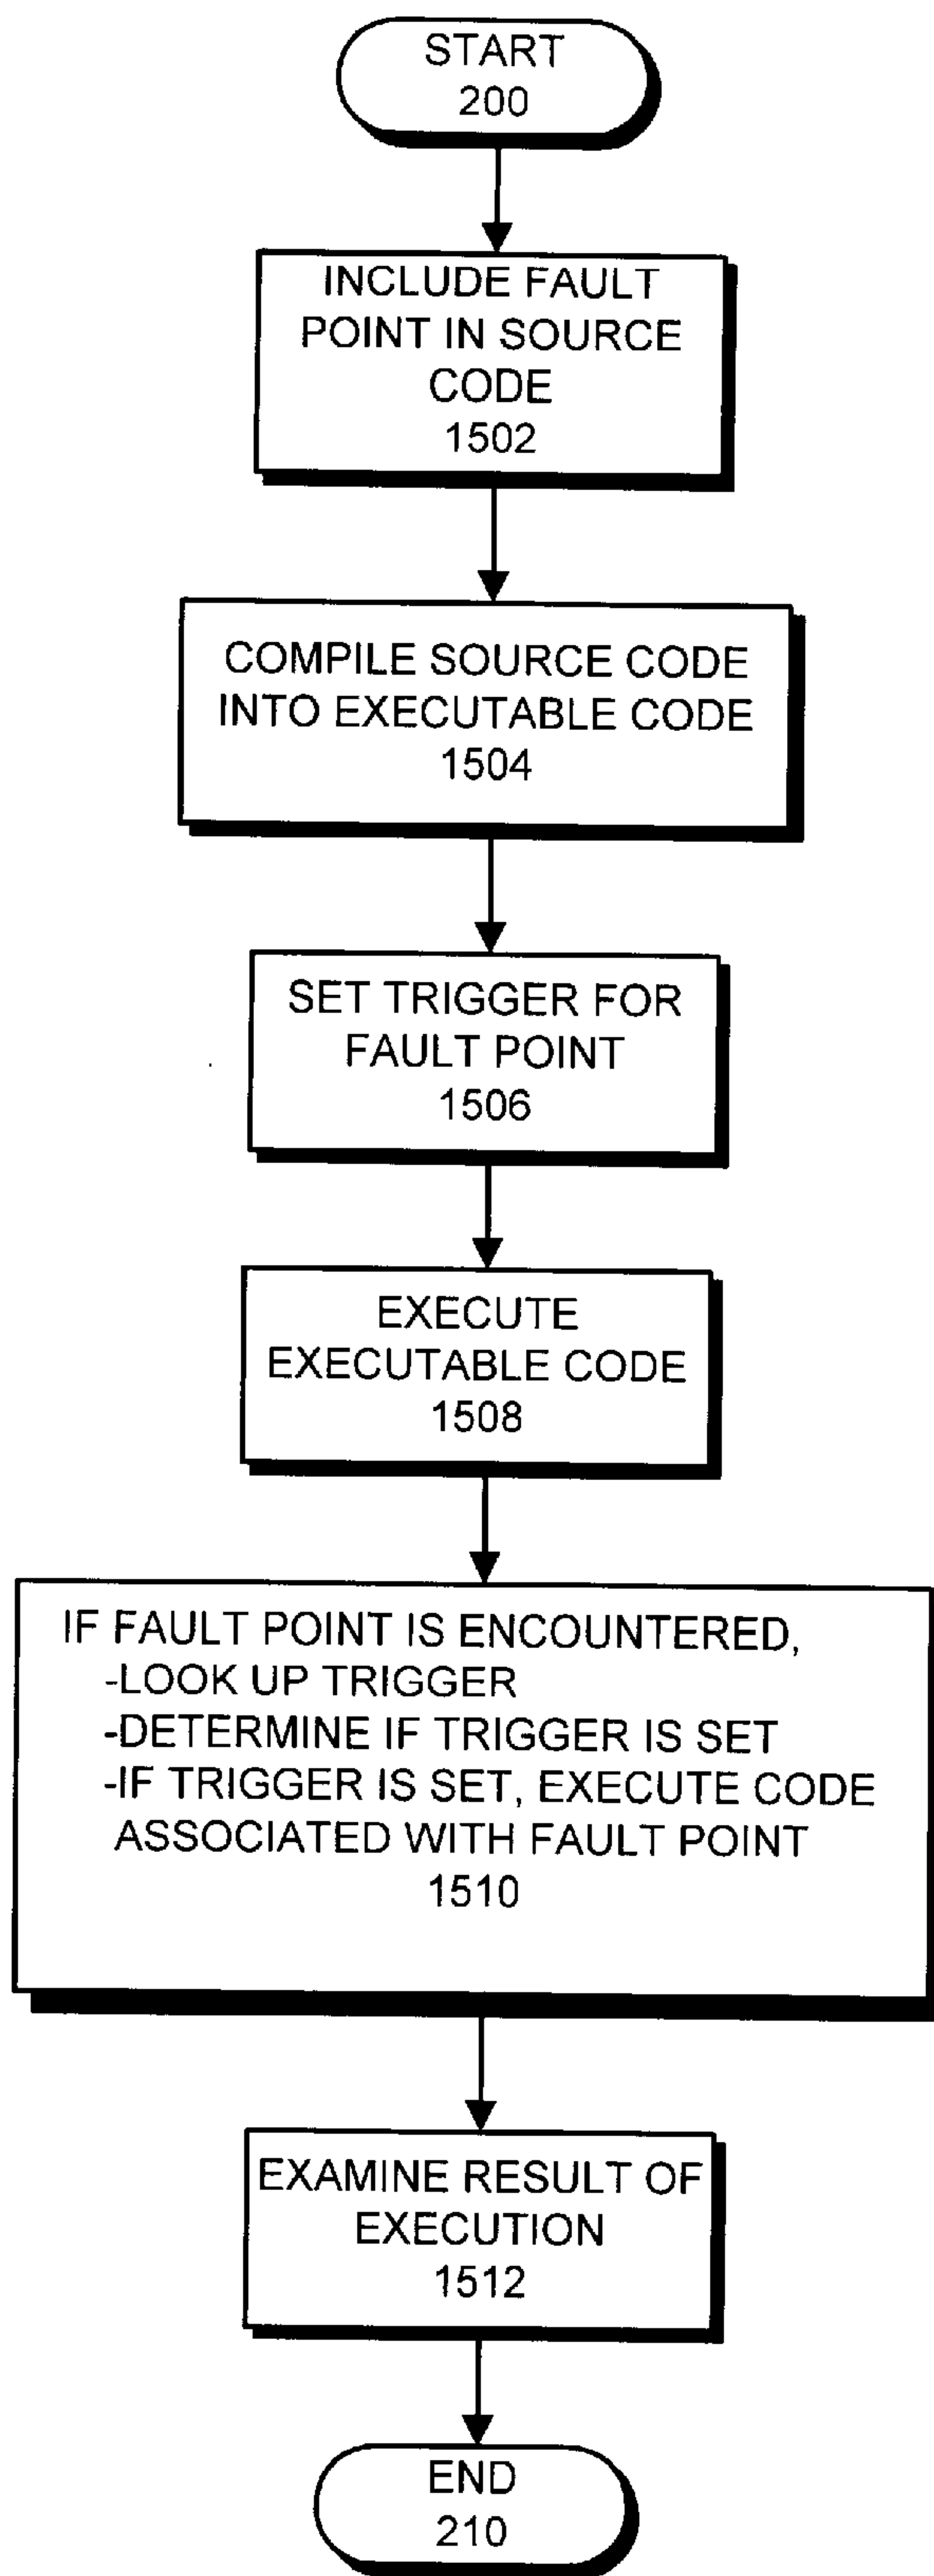 START
200
INCLUDE FAULT
POINT IN SOURCE
CODE
1502
COMPILE SOURCE CODE
INTO EXECUTABLE CODE
1504
SET TRIGGER FOR
FAULT POINT
1506
EXECUTE
EXECUTABLE CODE
1508
IF FAULT POINT IS ENCOUNTERED,
-LOOK UP TRIGGER
-DETERMINE IF TRIGGER IS SET
-IF TRIGGER IS SET, EXECUTE CODE
ASSOCIATED WITH FAULT POINT
1510
EXAMINE RESULT OF
EXECUTION
1512
END
210